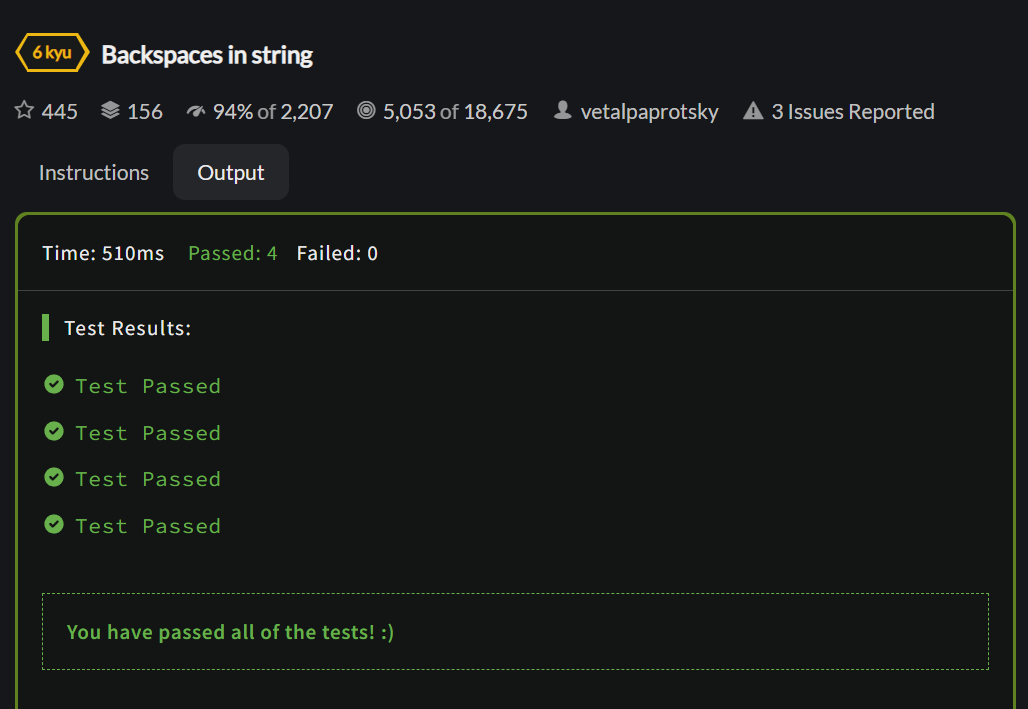 6 kyu Backspaces in string
445 156 94% of 2,207 5,053 of 18,675 vetalpaprotsky 3 Issues Reported
Instructions Output
Time: 510ms Passed: 4 Failed: 0
Test Results:
Test Passed
Test Passed
Test Passed
Test Passed
You have passed all of the tests! :)